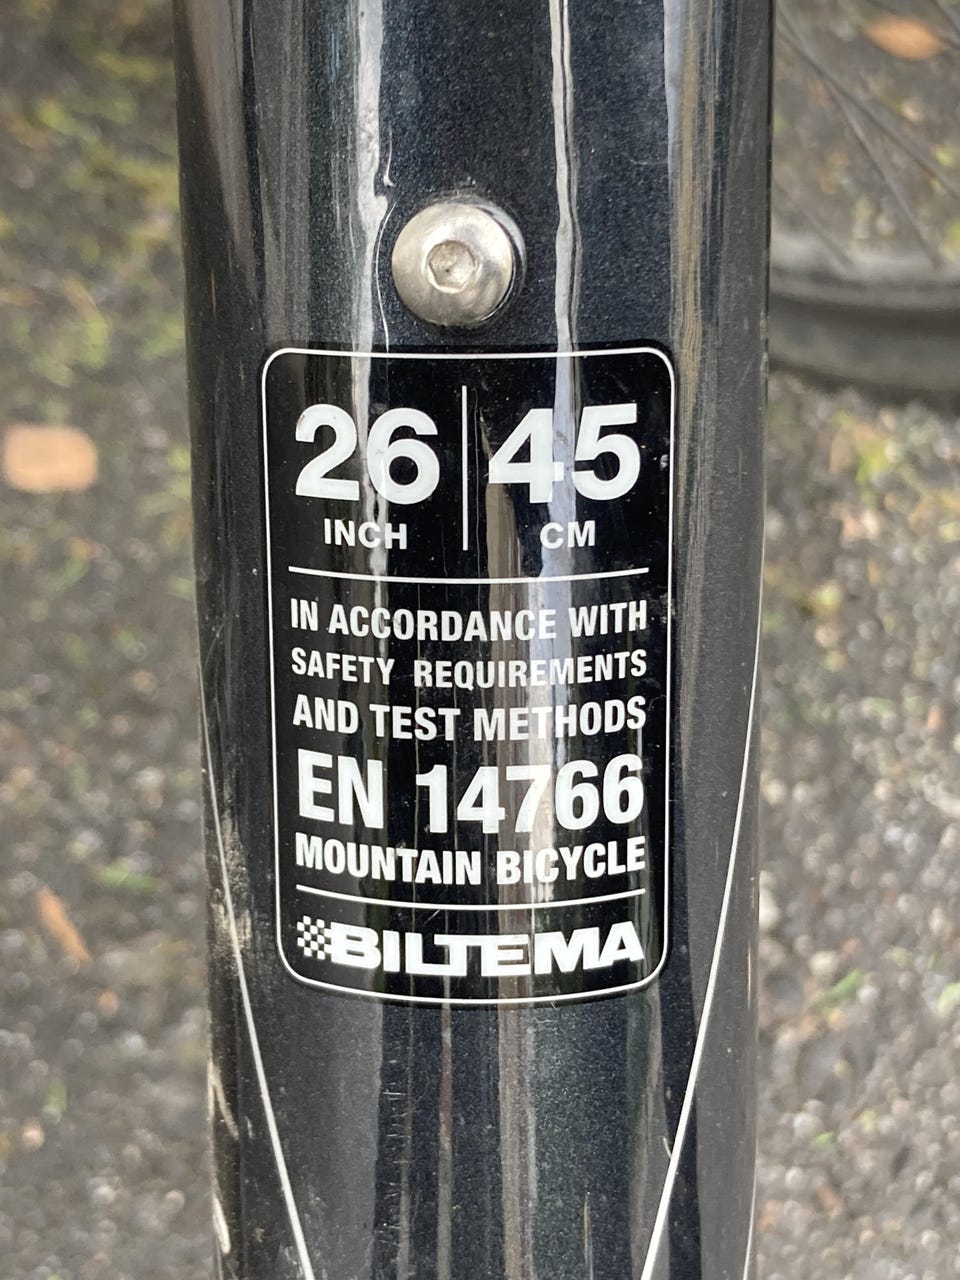 26 45
INCH CM
IN ACCORDANCE WITH
SAFETY REQUIREMENTS
AND TEST METHODS
EN 14766
MOUNTAIN BICYCLE
BILTEMA